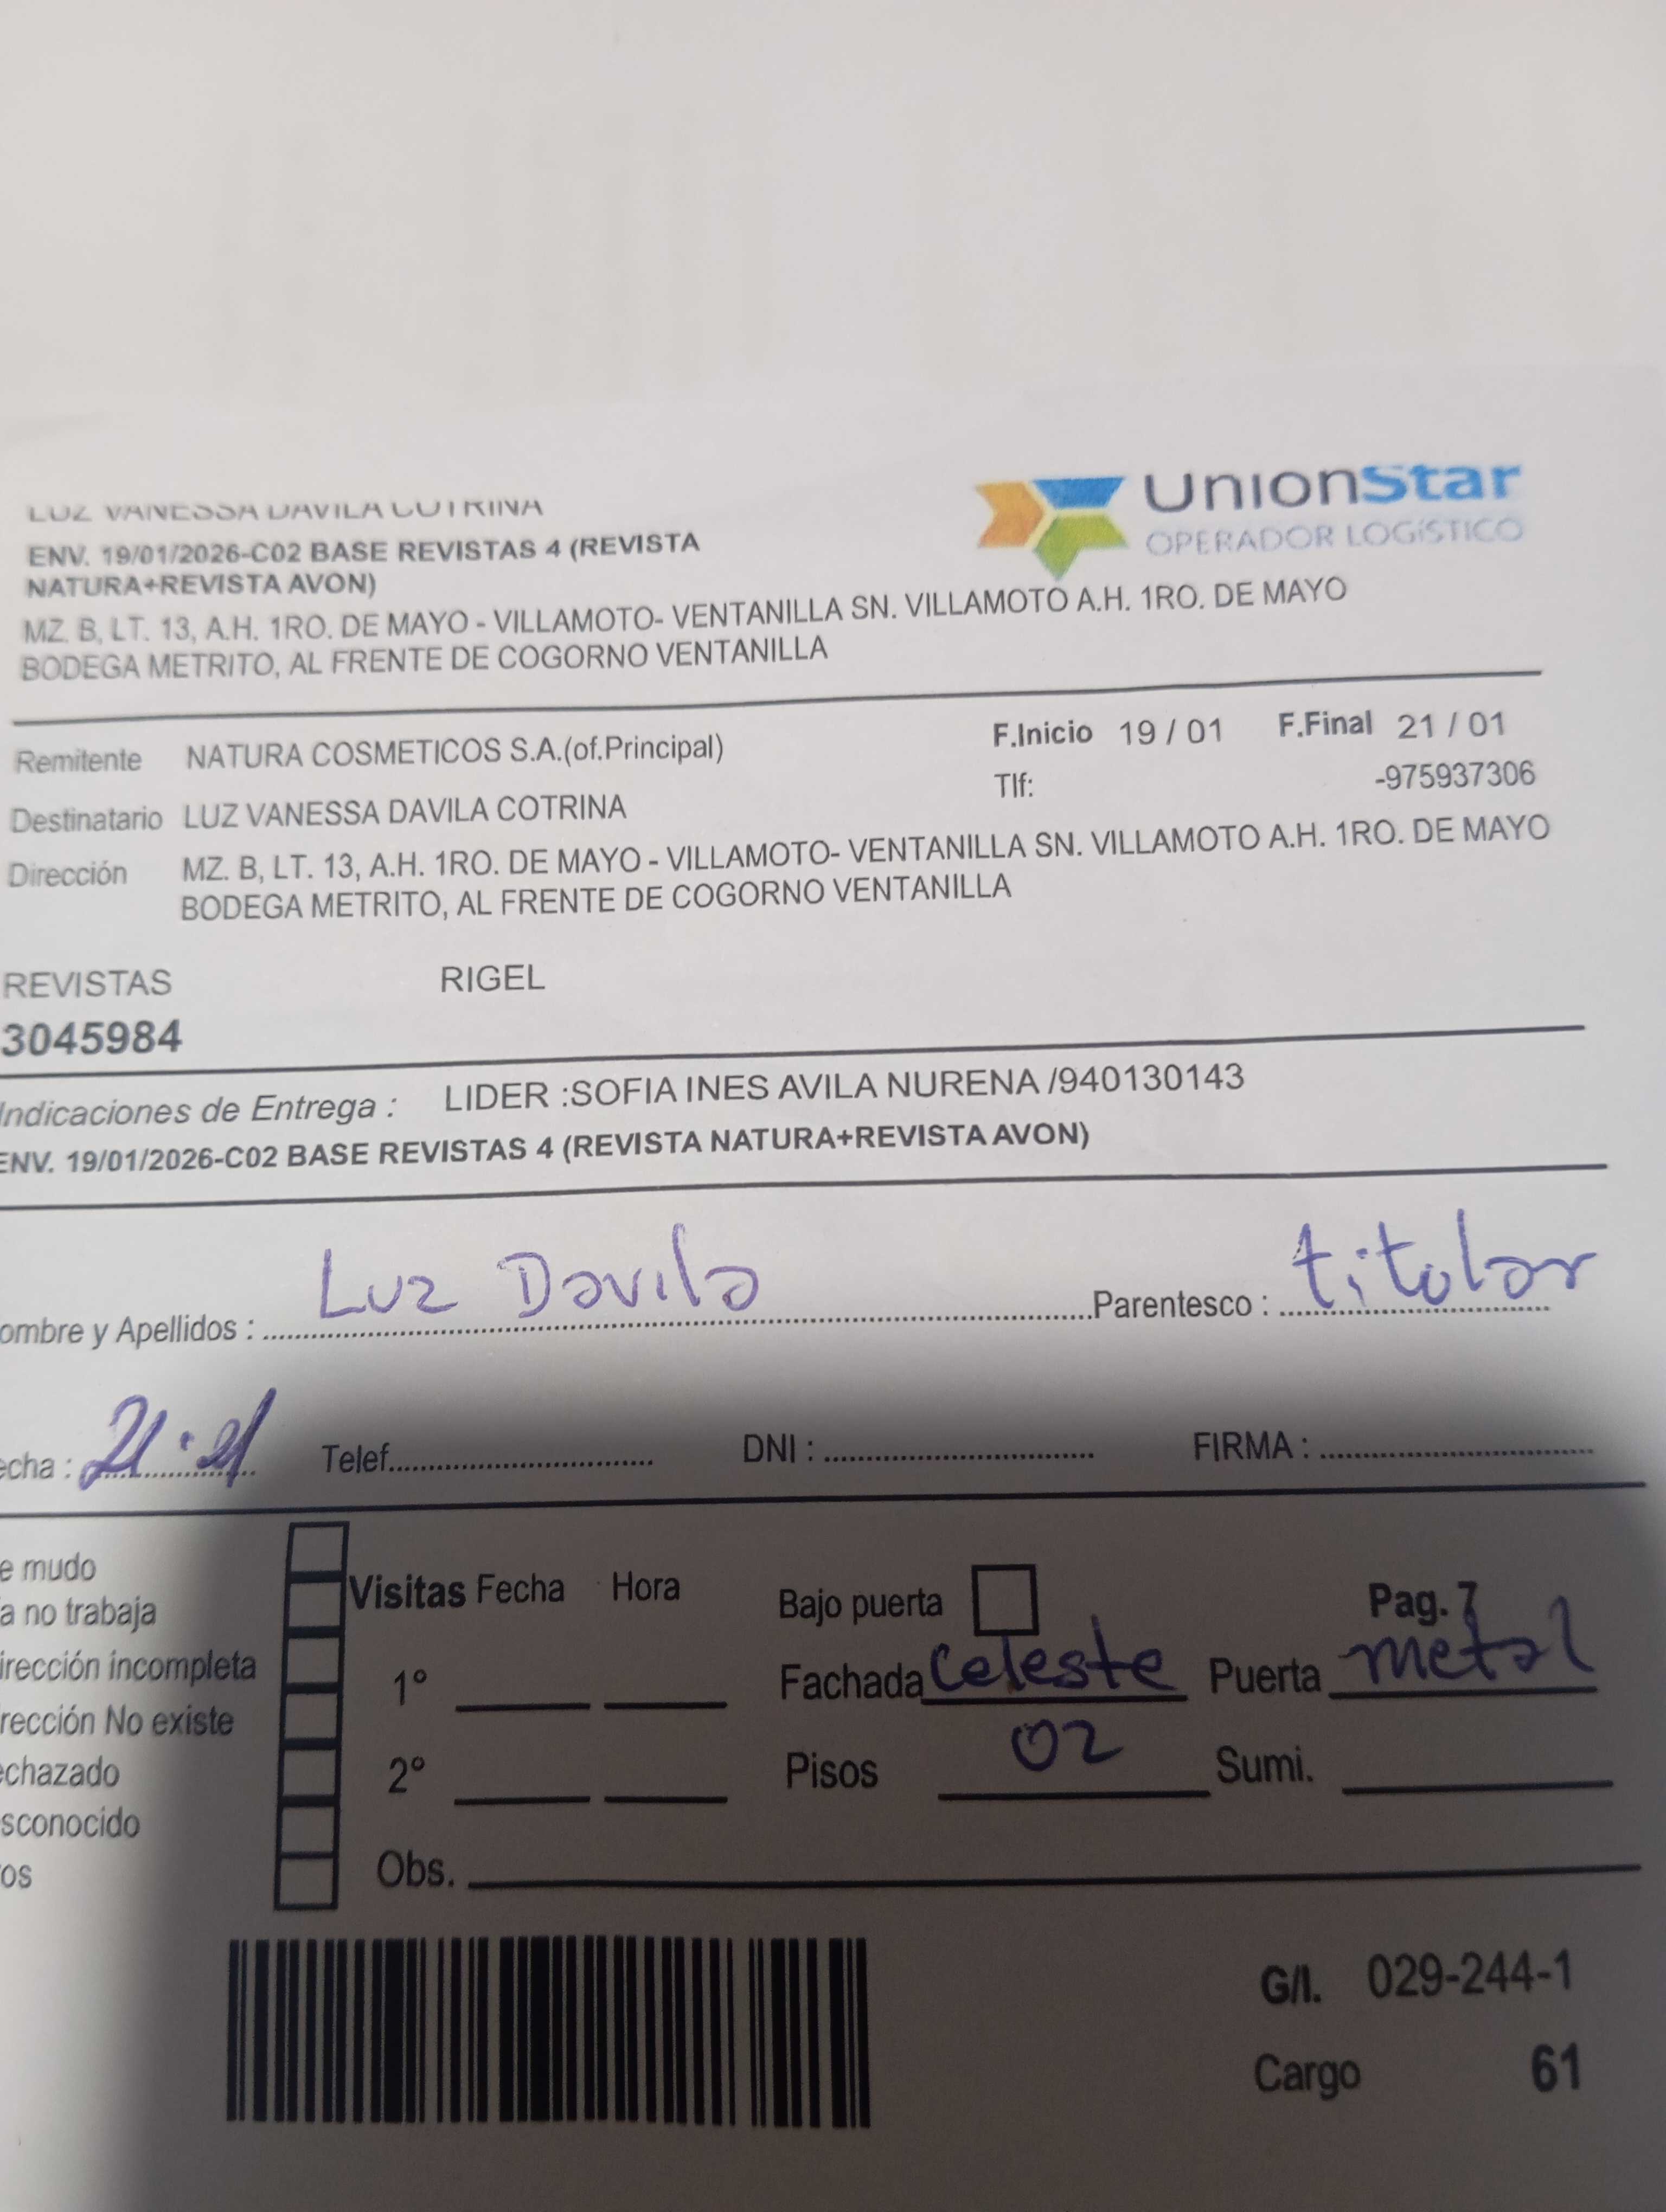 LUZ VANESSA DAVILA COTRINA
UnionStar
OPERADOR LOGÍSTICO
ENV. 19/01/2026-C02 BASE REVISTAS 4 (REVISTA
NATURA+REVISTA AVON)
MZ. B, LT. 13, A.H. 1RO. DE MAYO - VILLAMOTO- VENTANILLA SN. VILLAMOTO A.H. 1RO. DE MAYO
BODEGA METRITO, AL FRENTE DE COGORNO VENTANILLA
Remitente NATURA COSMETICOS S.A.(of.Principal) F.Inicio 19 / 01 F.Final 21 / 01
Tlf: -975937306
Destinatario LUZ VANESSA DAVILA COTRINA
Dirección MZ. B, LT. 13, A.H. 1RO. DE MAYO - VILLAMOTO- VENTANILLA SN. VILLAMOTO A.H. 1RO. DE MAYO
BODEGA METRITO, AL FRENTE DE COGORNO VENTANILLA
REVISTAS RIGEL
3045984
Indicaciones de Entrega : LIDER :SOFIA INES AVILA NURENA /940130143
ENV. 19/01/2026-C02 BASE REVISTAS 4 (REVISTA NATURA+REVISTA AVON)
ombre y Apellidos : Luz Davila Parentesco : titular
echa : 21 Telef. DNI : FIRMA :
e mudo
a no trabaja
irección incompleta
rección No existe
echazado
sconocido
os
Visitas Fecha Hora
1°
2°
Obs.
Bajo puerta Pag. 7
Fachada Celeste Puerta metal
Pisos 02 Sumi.
G/I. 029-244-1
Cargo 61